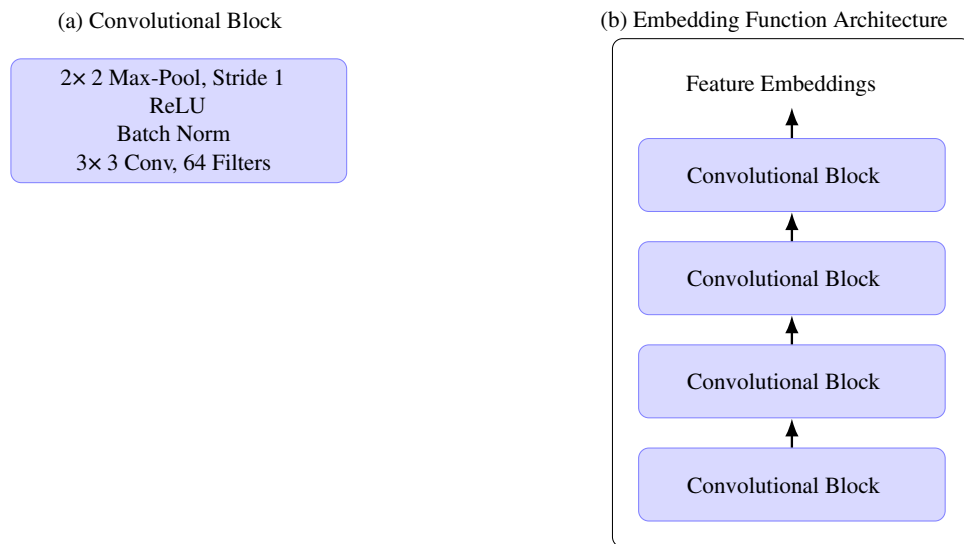 (a) Convolutional Block
2× 2 Max-Pool, Stride 1
ReLU
Batch Norm
3× 3 Conv, 64 Filters
(b) Embedding Function Architecture
Feature Embeddings
Convolutional Block
Convolutional Block
Convolutional Block
Convolutional Block